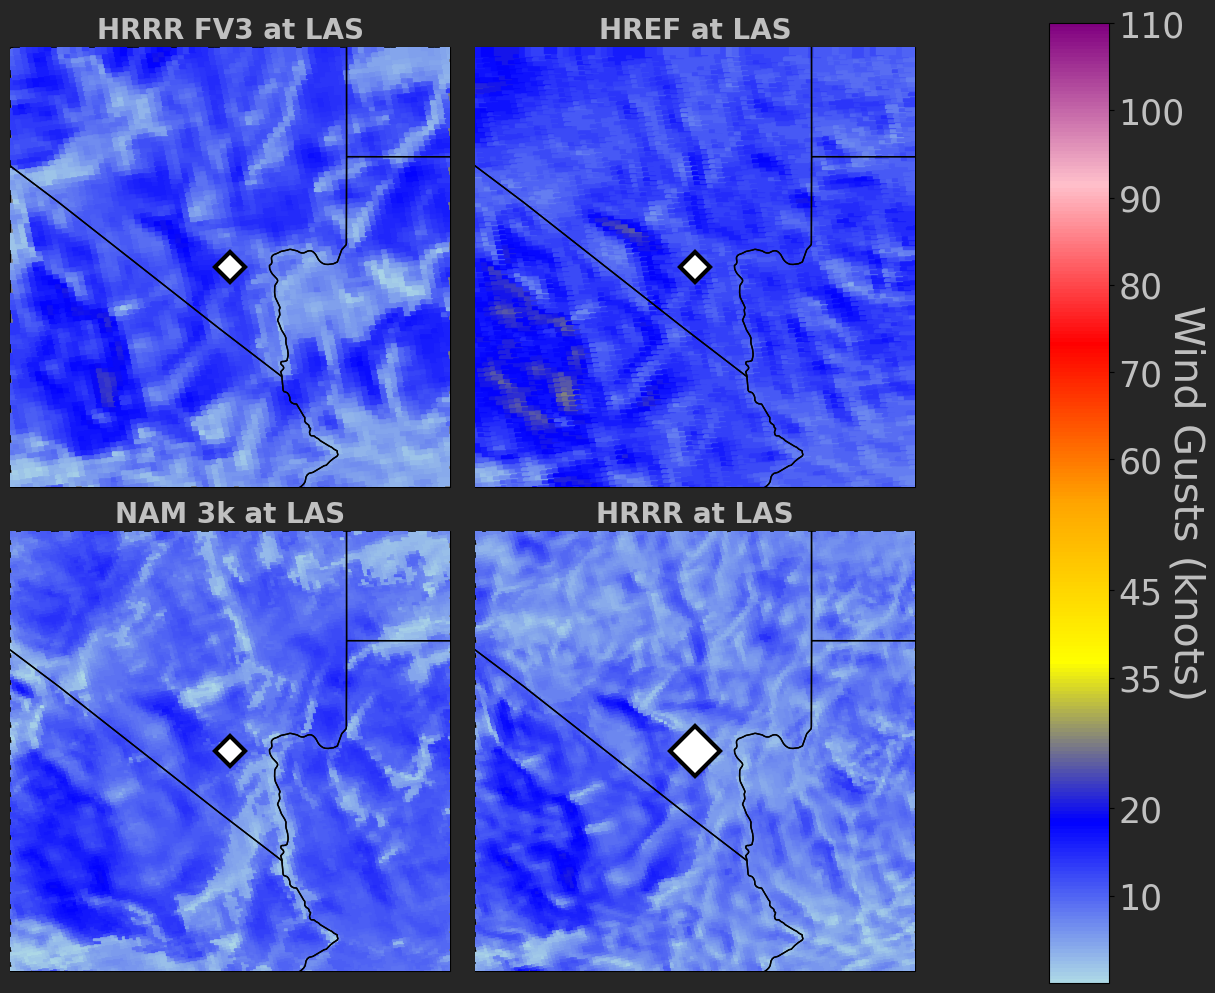 HRRR FV3 at LAS
HREF at LAS
NAM 3k at LAS
HRRR at LAS
110
100
90
80
70
60
45
35
20
10
Wind Gusts (knots)